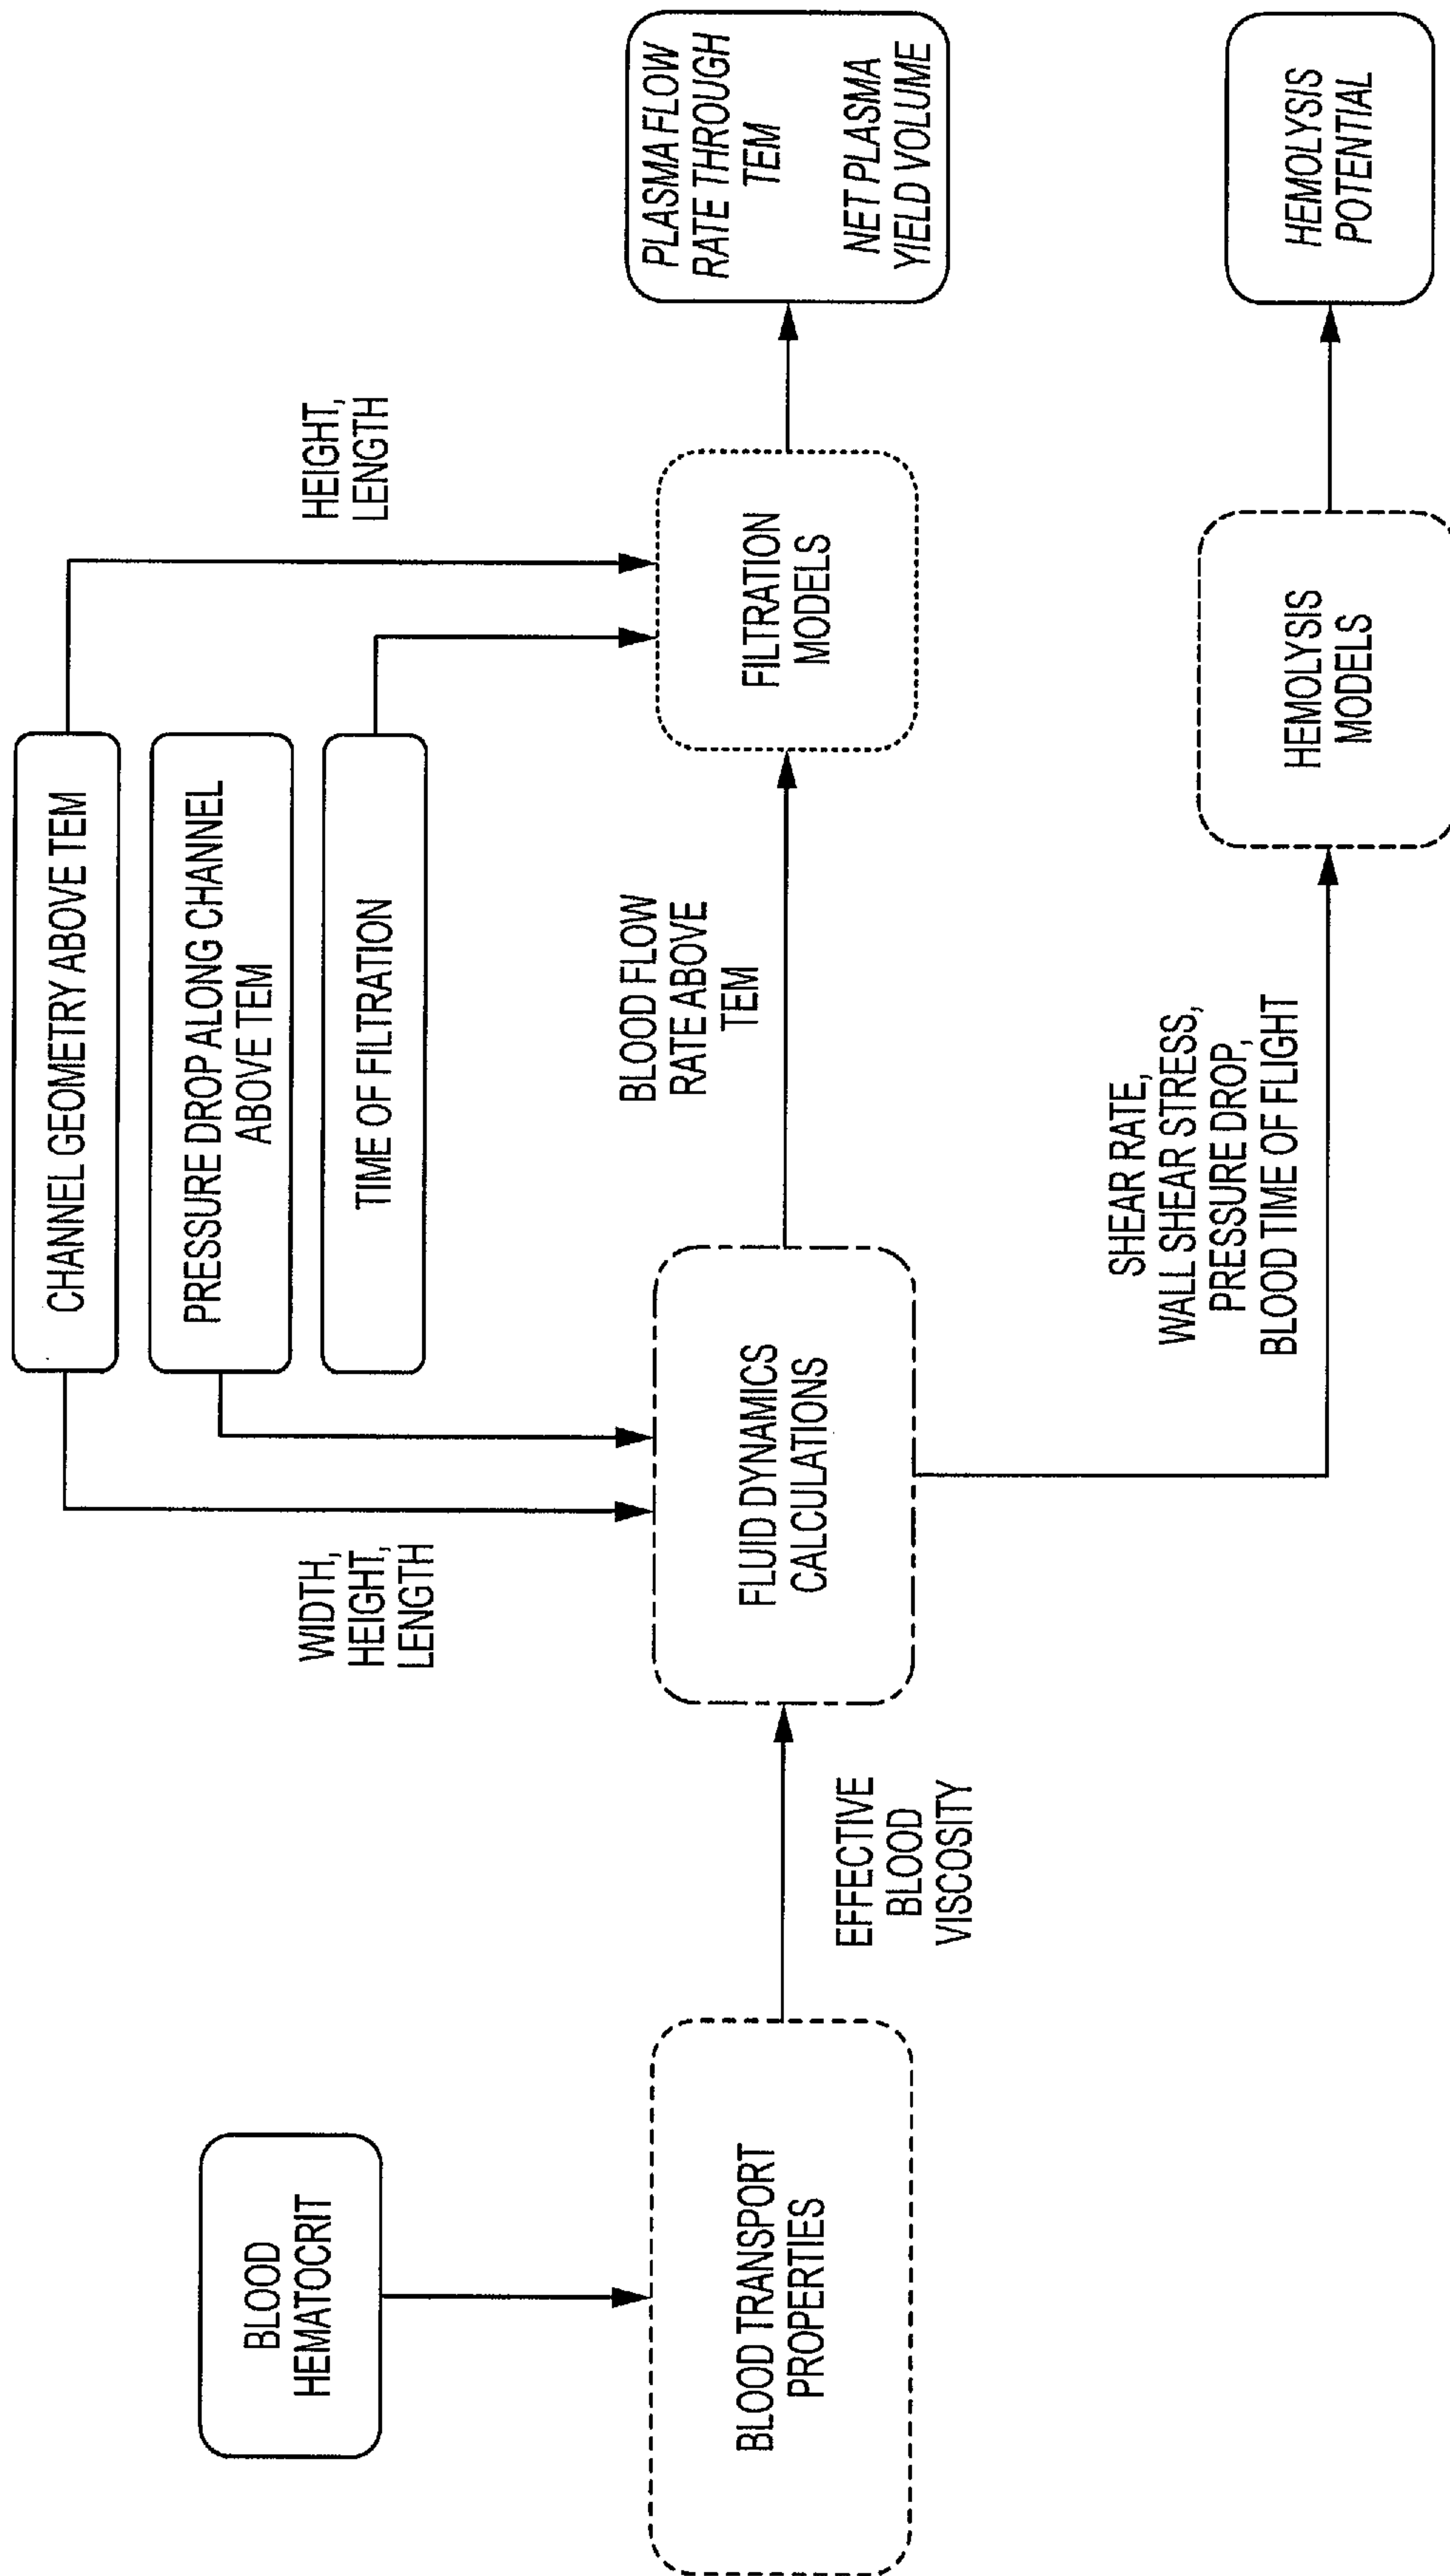 BLOOD
HEMATOCRIT
BLOOD TRANSPORT
PROPERTIES
EFFECTIVE
BLOOD
VISCOSITY
WIDTH,
HEIGHT,
LENGTH
CHANNEL GEOMETRY ABOVE TEM
PRESSURE DROP ALONG CHANNEL
ABOVE TEM
TIME OF FILTRATION
HEIGHT,
LENGTH
FLUID DYNAMICS
CALCULATIONS
BLOOD FLOW
RATE ABOVE
TEM
FILTRATION
MODELS
PLASMA FLOW
RATE THROUGH
TEM
NET PLASMA
YIELD VOLUME
SHEAR RATE,
WALL SHEAR STRESS,
PRESSURE DROP,
BLOOD TIME OF FLIGHT
HEMOLYSIS
MODELS
HEMOLYSIS
POTENTIAL